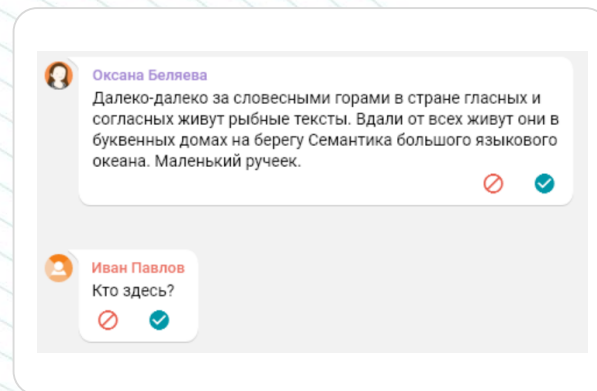 Оксана Беляева
Далеко-далеко за словесными горами в стране гласных и
согласных живут рыбные тексты. Вдали от всех живут они в
буквенных домах на берегу Семантика большого языкового
океана. Маленький ручеек.
Иван Павлов
Кто здесь?